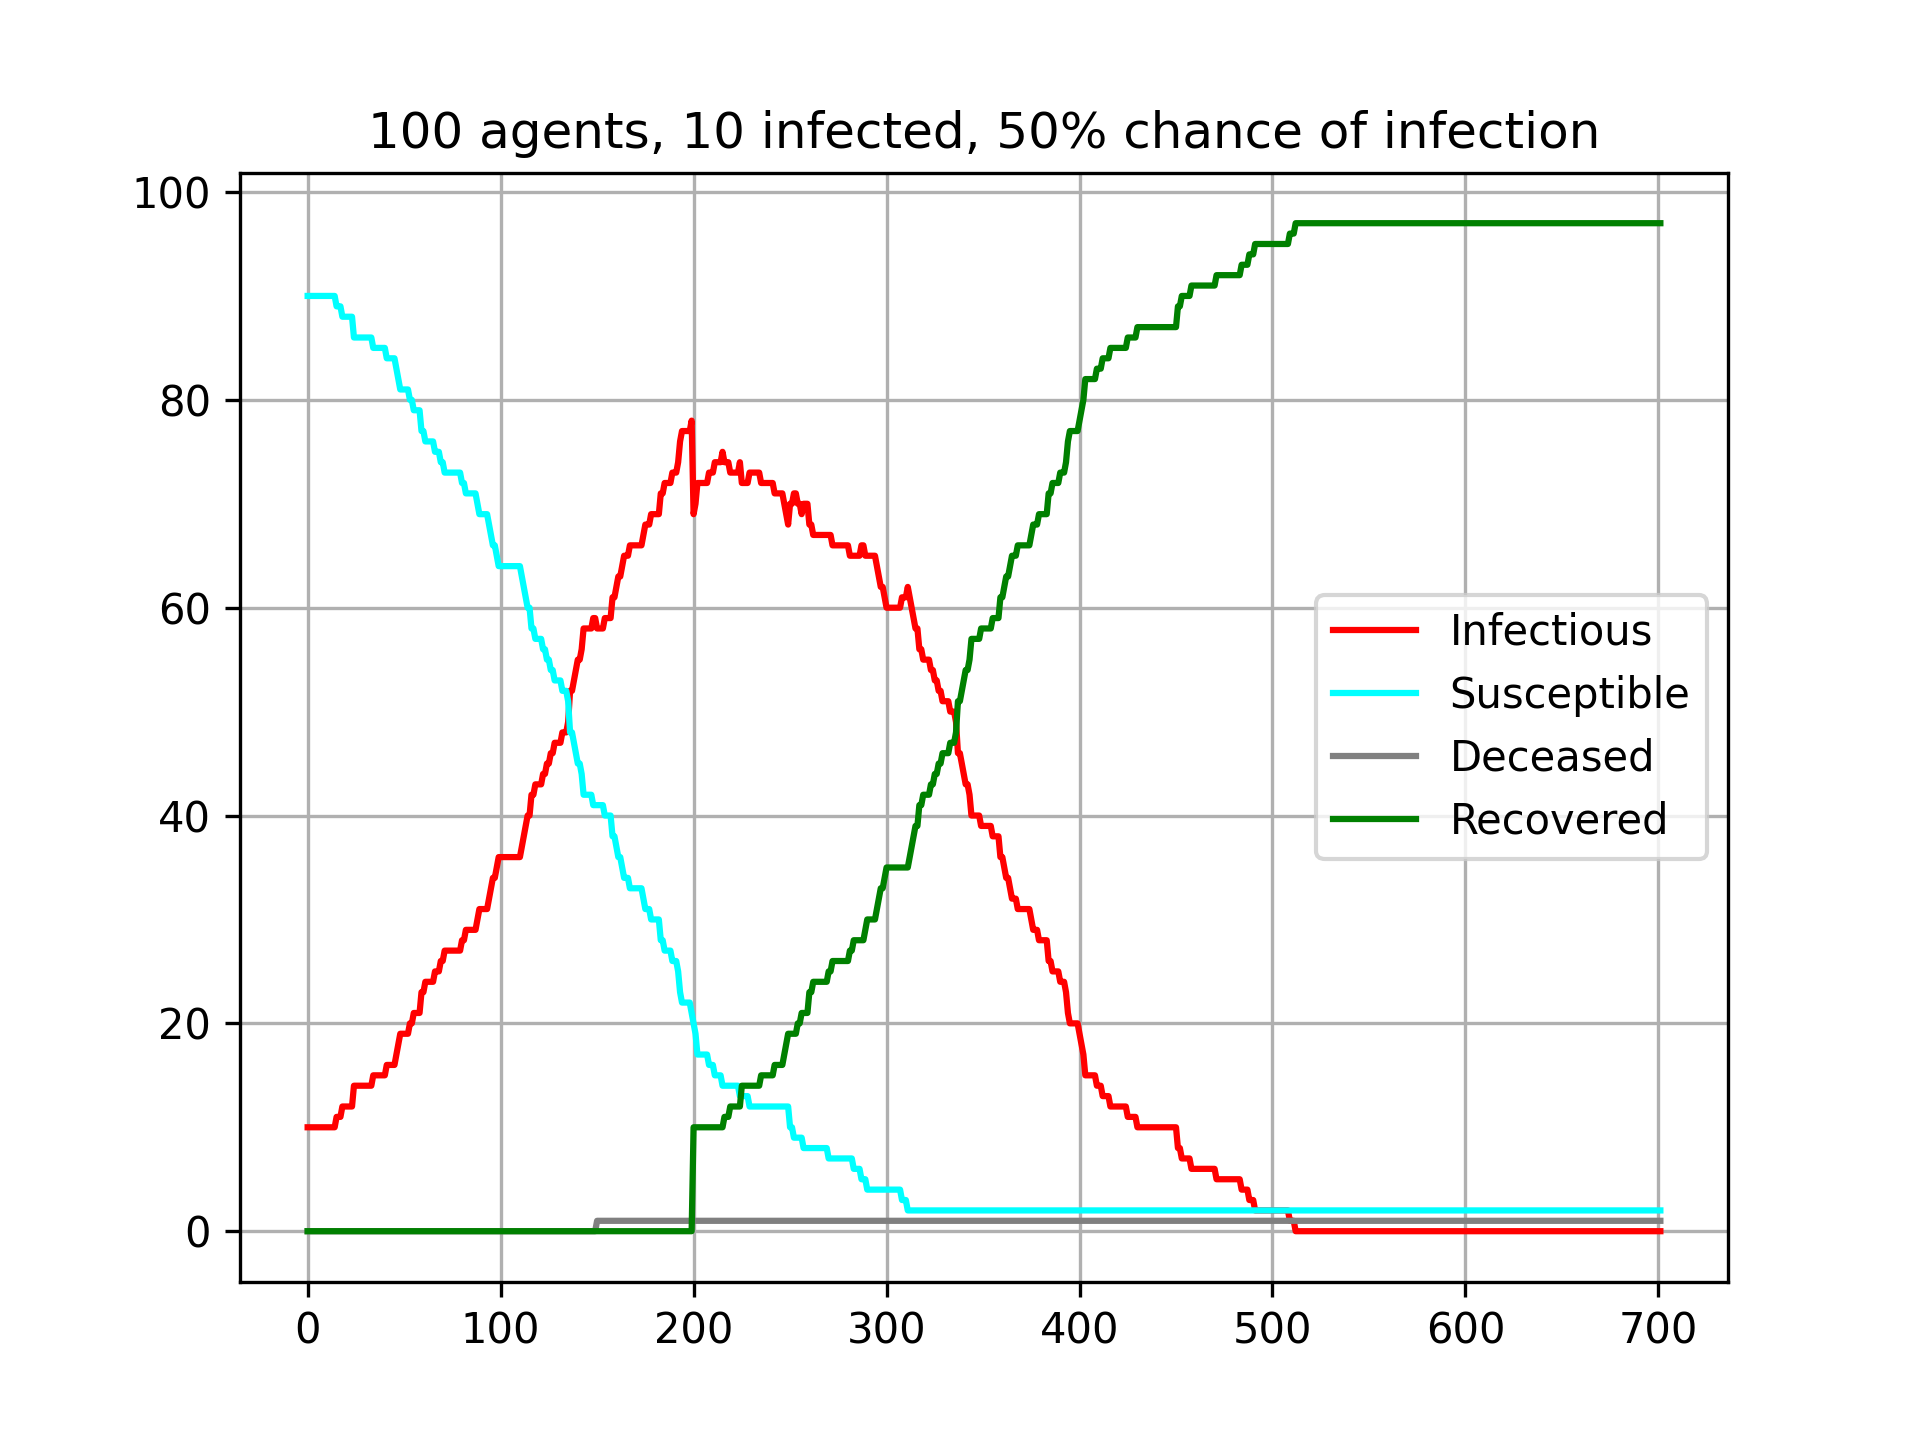 100 agents, 10 infected, 50% chance of infection
100
80
60
40
20
0
Infectious
Susceptible
Deceased
Recovered
0 100 200 300 400 500 600 700